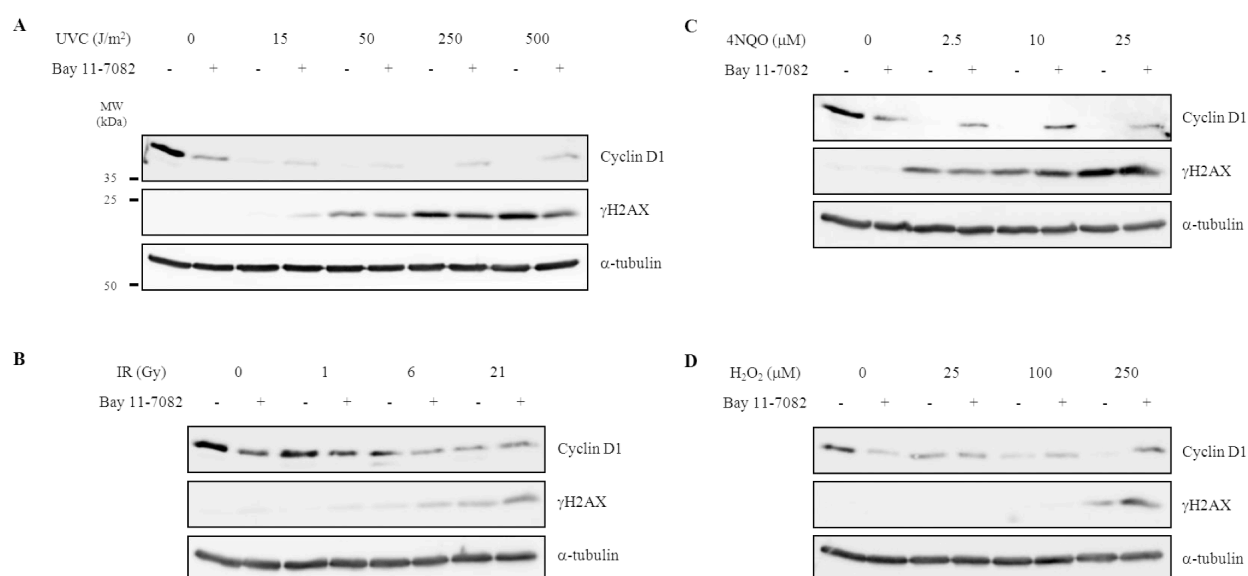 A
UVC (J/m²) 0 15 50 250 500
Bay 11-7082 - + - + - + - + - +
MW
(kDa)
Cyclin D1
35
25
γH2AX
α-tubulin
50
B
IR (Gy) 0 1 6 21
Bay 11-7082 - + - + - + - +
Cyclin D1
γH2AX
α-tubulin
C
4NQO (μM) 0 2.5 10 25
Bay 11-7082 - + - + - + - +
Cyclin D1
γH2AX
α-tubulin
D
H₂O₂ (μM) 0 25 100 250
Bay 11-7082 - + - + - + - +
Cyclin D1
γH2AX
α-tubulin